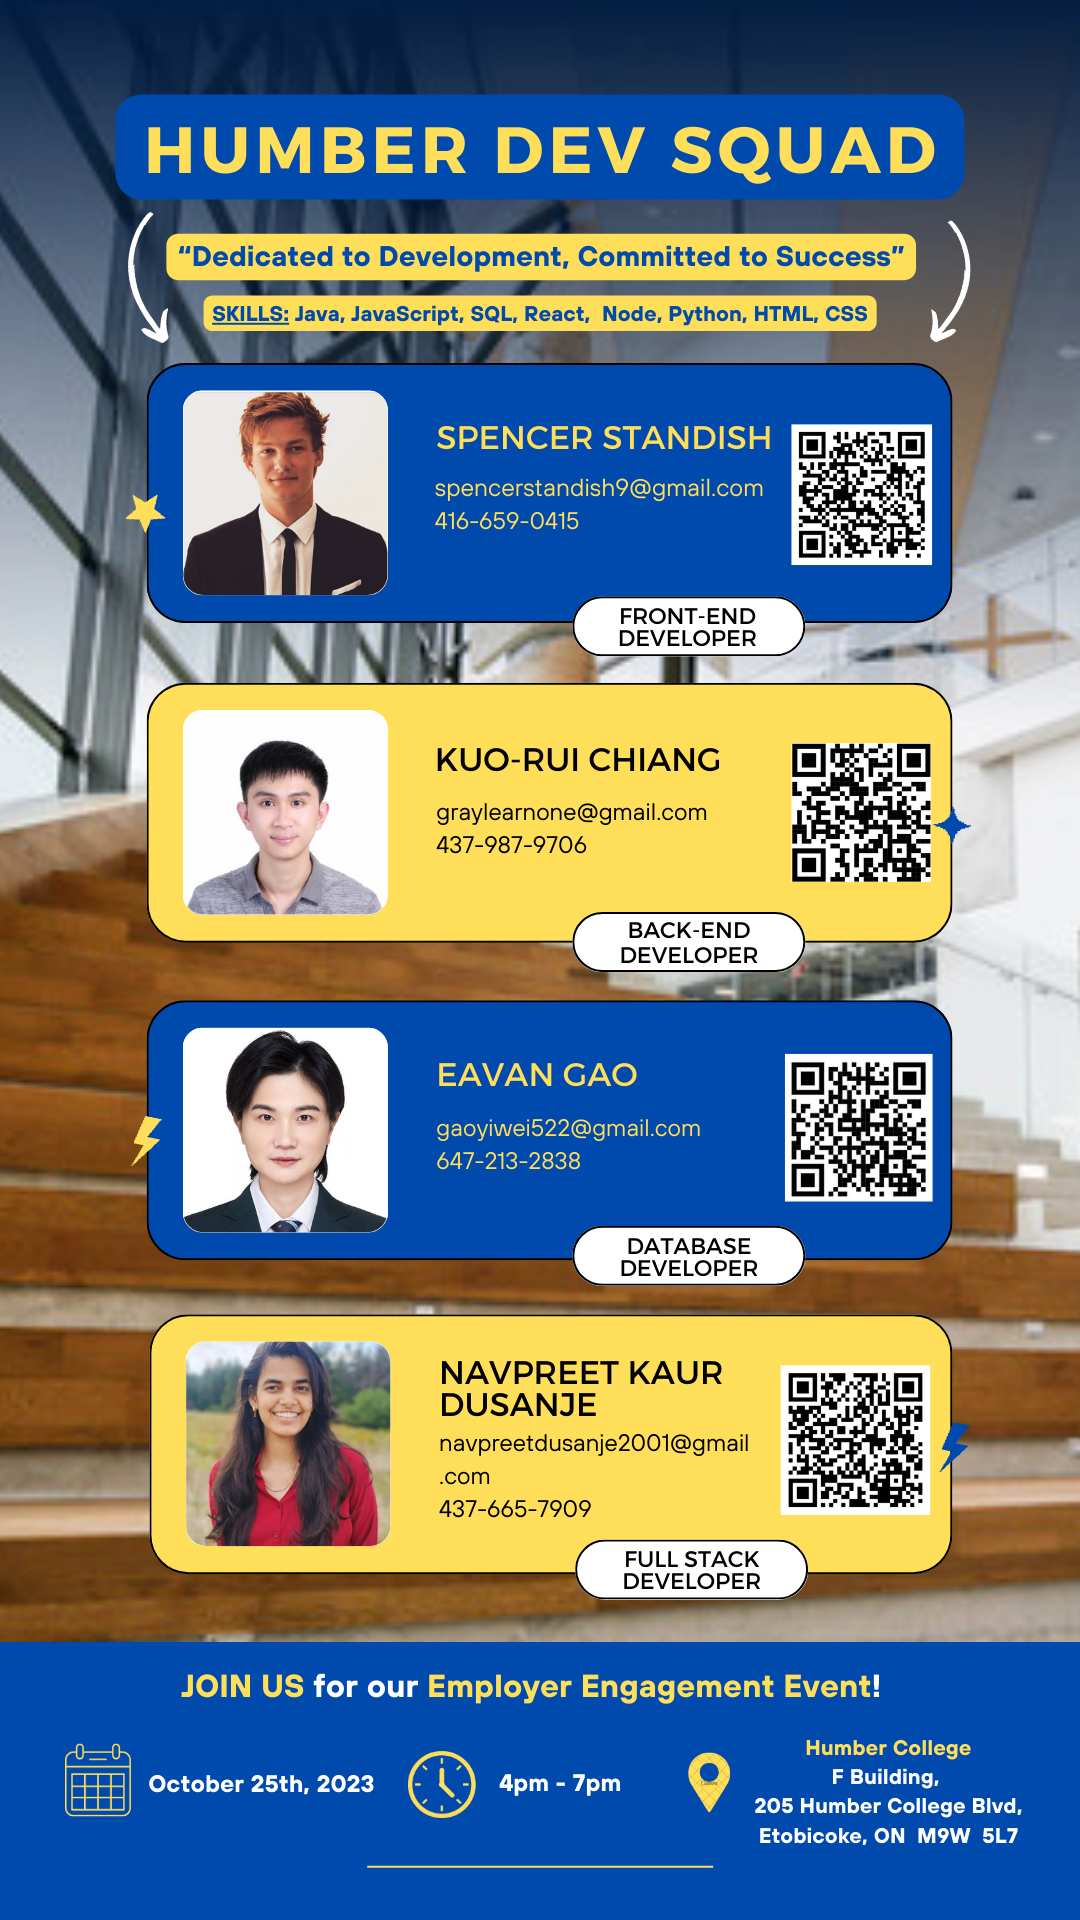 HUMBER DEV SQUAD
“Dedicated to Development, Committed to Success”
SKILLS: Java, JavaScript, SQL, React, Node, Python, HTML, CSS
SPENCER STANDISH
spencerstandish9@gmail.com
416-659-0415
FRONT-END
DEVELOPER
KUO-RUI CHIANG
graylearnone@gmail.com
437-987-9706
BACK-END
DEVELOPER
EAVAN GAO
gaoyiwei522@gmail.com
647-213-2838
DATABASE
DEVELOPER
NAVPREET KAUR
DUSANJE
navpreetdusanje2001@gmail
.com
437-665-7909
FULL STACK
DEVELOPER
JOIN US for our Employer Engagement Event!
October 25th, 2023
4pm - 7pm
Humber College
F Building,
205 Humber College Blvd,
Etobicoke, ON M9W 5L7